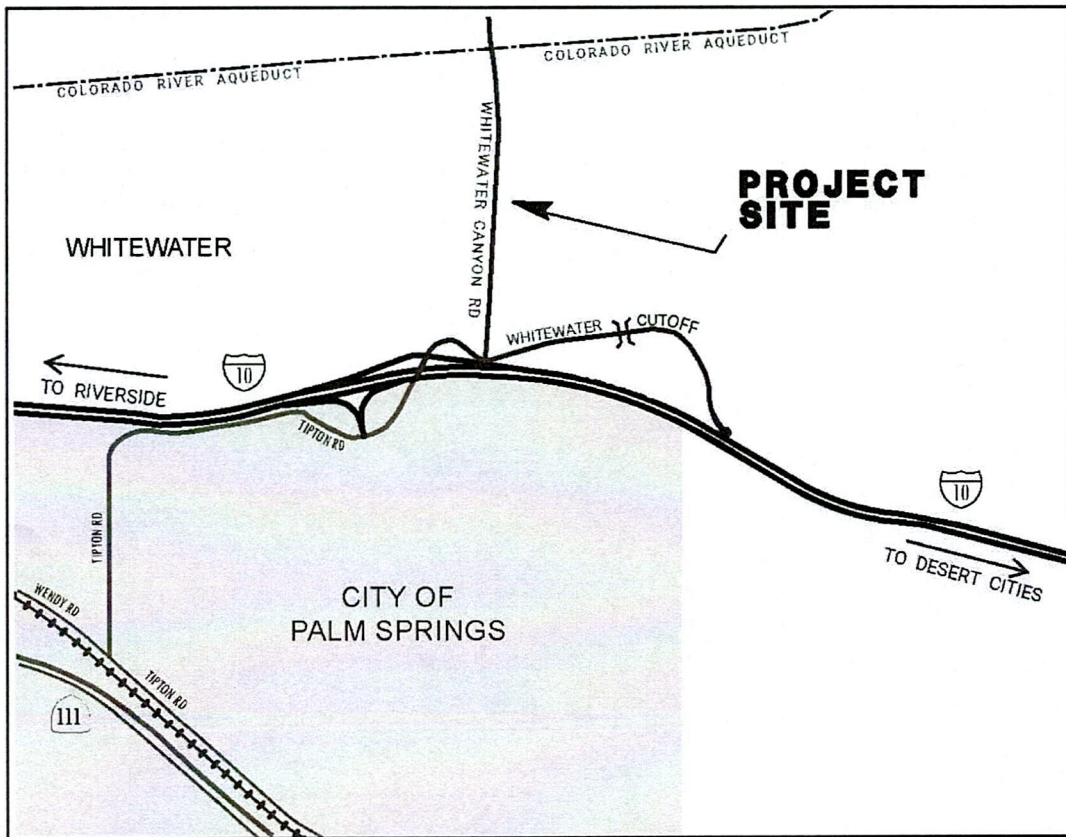 COLORADO RIVER AQUEDUCT
COLORADO RIVER AQUEDUCT
WHITEWATER CANYON RD
PROJECT
SITE
WHITEWATER
WHITEWATER
CUTOFF
10
TO RIVERSIDE
TIPTON RD
10
TIPTON RD
TO DESERT CITIES
CITY OF
PALM SPRINGS
WENDY RD
TIPTON RD
111